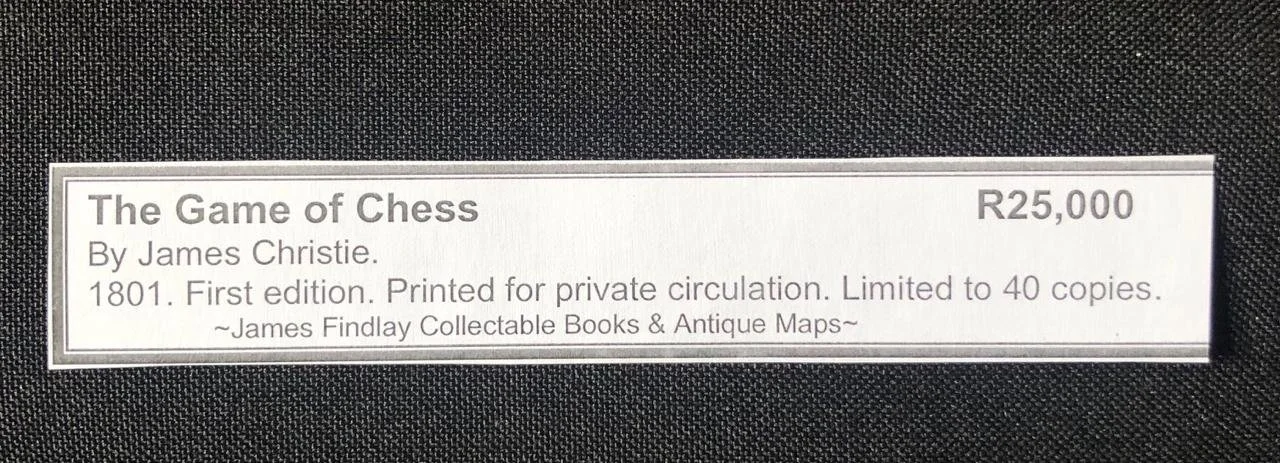 The Game of Chess R25,000
By James Christie.
1801. First edition. Printed for private circulation. Limited to 40 copies.
~James Findlay Collectable Books & Antique Maps~